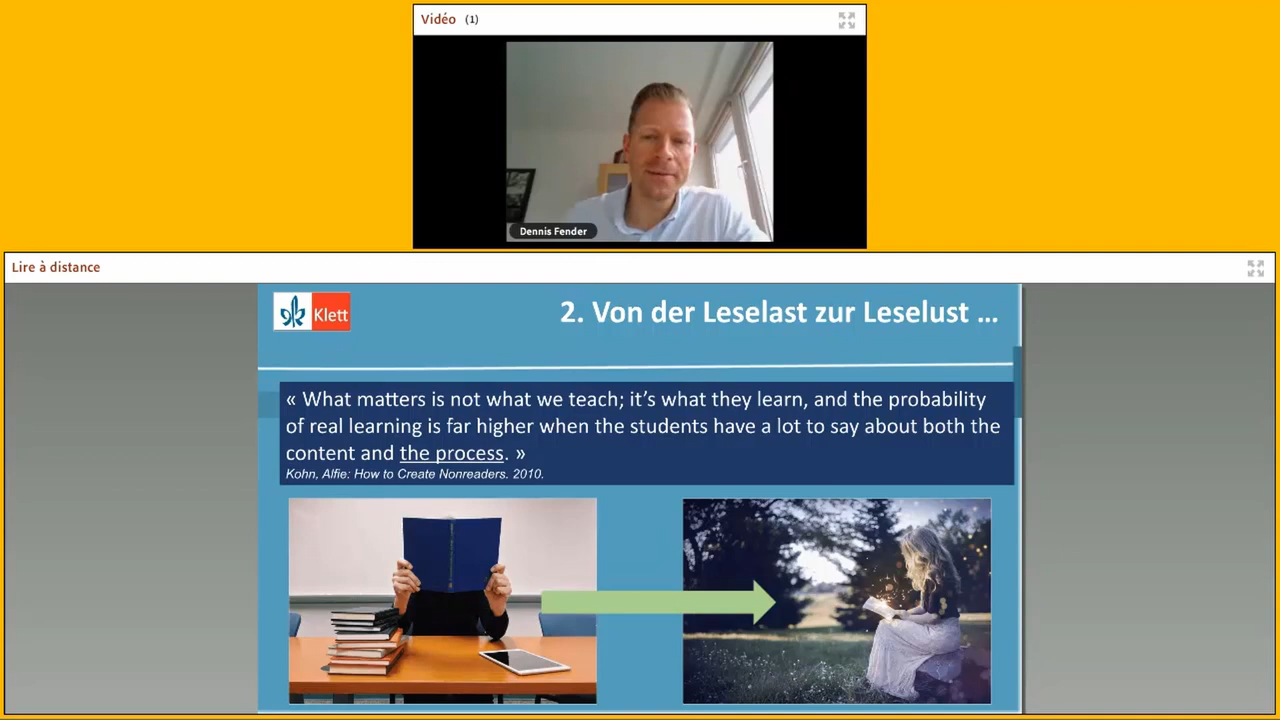 Vidéo (1)
Dennis Fender
Lire à distance
Klett
2. Von der Leselast zur Leselust ...
« What matters is not what we teach; it's what they learn, and the probability
of real learning is far higher when the students have a lot to say about both the
content and the process. »
Kohn, Alfie: How to Create Nonreaders. 2010.